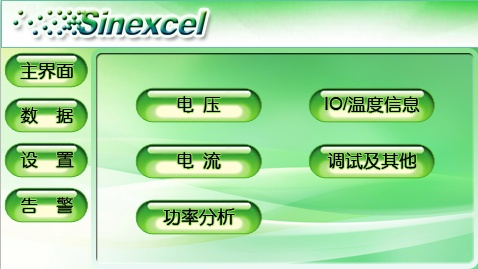 Sinexcel
主界面
数 据
设 置
告 警
电 压
IO/温度信息
电 流
调试及其他
功率分析